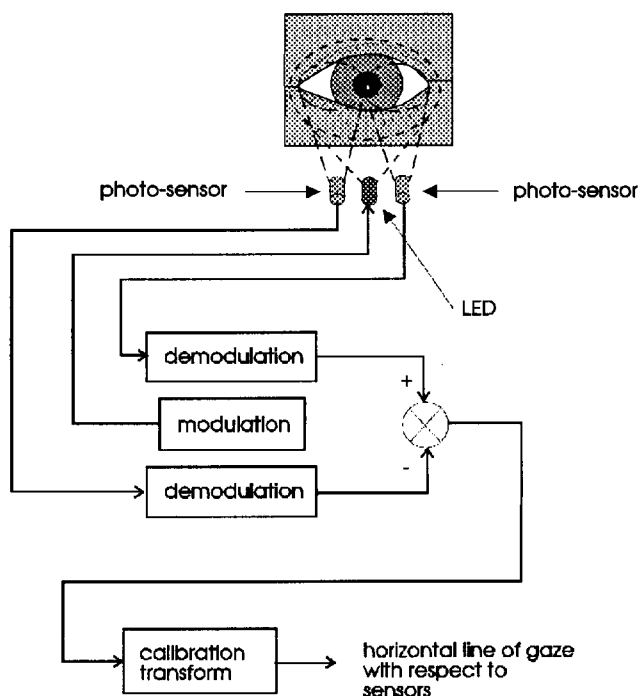 photo-sensor
photo-sensor
LED
demodulation
+
modulation
-
demodulation
calibration
transform
horizontal line of gaze
with respect to
sensors